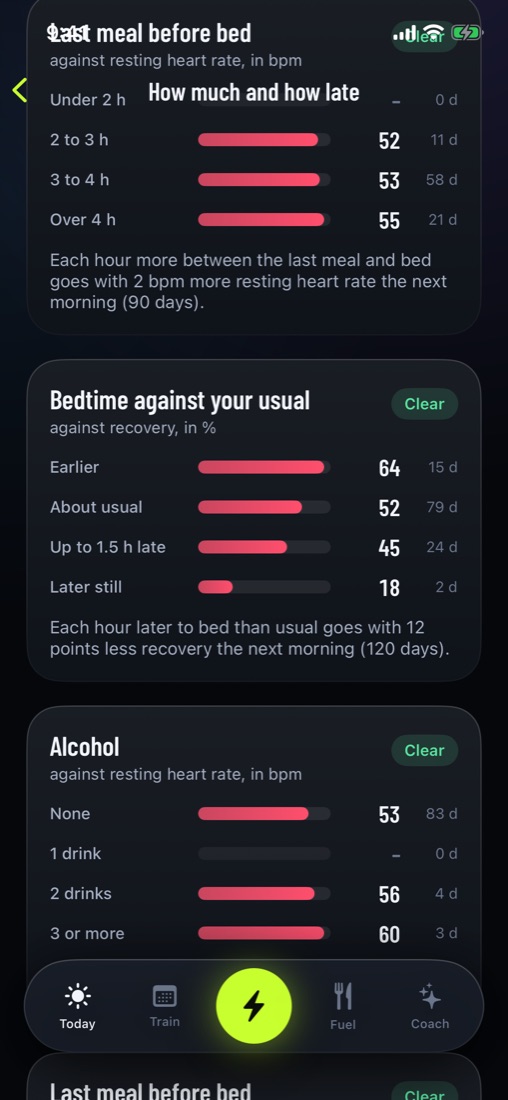 9:41
Last meal before bed
Clear
against resting heart rate, in bpm
How much and how late
Under 2 h – 0 d
2 to 3 h 52 11 d
3 to 4 h 53 58 d
Over 4 h 55 21 d
Each hour more between the last meal and bed
goes with 2 bpm more resting heart rate the next
morning (90 days).
Bedtime against your usual
Clear
against recovery, in %
Earlier 64 15 d
About usual 52 79 d
Up to 1.5 h late 45 24 d
Later still 18 2 d
Each hour later to bed than usual goes with 12
points less recovery the next morning (120 days).
Alcohol
Clear
against resting heart rate, in bpm
None 53 83 d
1 drink – 0 d
2 drinks 56 4 d
3 or more 60 3 d
Today Train Fuel Coach
Last meal before bed
Clear